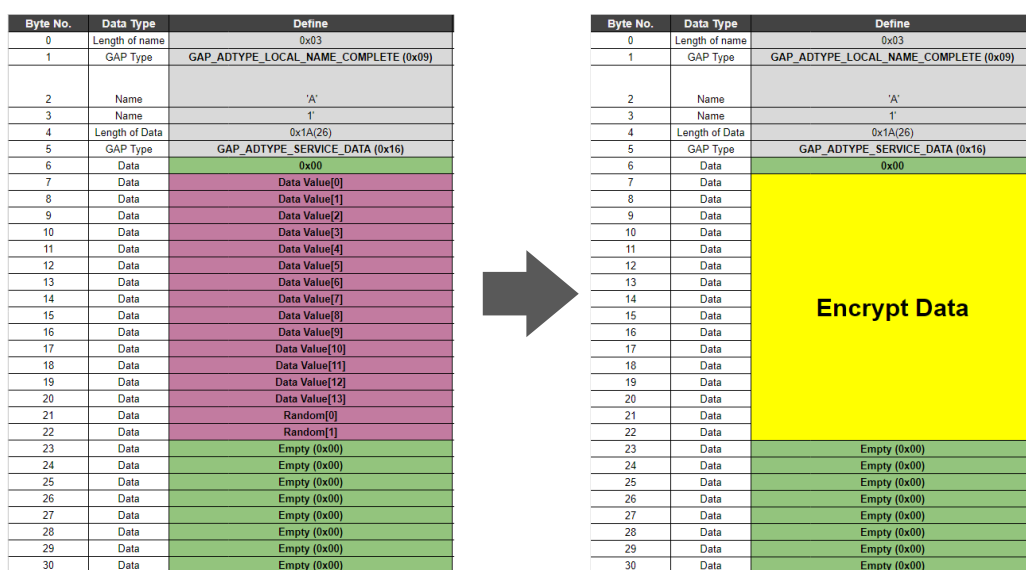 Byte No. Data Type Define
0 Length of name 0x03
1 GAP Type GAP_ADTYPE_LOCAL_NAME_COMPLETE (0x09)
2 Name 'A'
3 Name 1'
4 Length of Data 0x1A(26)
5 GAP Type GAP_ADTYPE_SERVICE_DATA (0x16)
6 Data 0x00
7 Data Data Value[0]
8 Data Data Value[1]
9 Data Data Value[2]
10 Data Data Value[3]
11 Data Data Value[4]
12 Data Data Value[5]
13 Data Data Value[6]
14 Data Data Value[7]
15 Data Data Value[8]
16 Data Data Value[9]
17 Data Data Value[10]
18 Data Data Value[11]
19 Data Data Value[12]
20 Data Data Value[13]
21 Data Random[0]
22 Data Random[1]
23 Data Empty (0x00)
24 Data Empty (0x00)
25 Data Empty (0x00)
26 Data Empty (0x00)
27 Data Empty (0x00)
28 Data Empty (0x00)
29 Data Empty (0x00)
30 Data Empty (0x00)
Byte No. Data Type Define
0 Length of name 0x03
1 GAP Type GAP_ADTYPE_LOCAL_NAME_COMPLETE (0x09)
2 Name 'A'
3 Name 1'
4 Length of Data 0x1A(26)
5 GAP Type GAP_ADTYPE_SERVICE_DATA (0x16)
6 Data 0x00
7 Data
8 Data
9 Data
10 Data
11 Data
12 Data
13 Data
14 Data
Encrypt Data
15 Data
16 Data
17 Data
18 Data
19 Data
20 Data
21 Data
22 Data
23 Data Empty (0x00)
24 Data Empty (0x00)
25 Data Empty (0x00)
26 Data Empty (0x00)
27 Data Empty (0x00)
28 Data Empty (0x00)
29 Data Empty (0x00)
30 Data Empty (0x00)